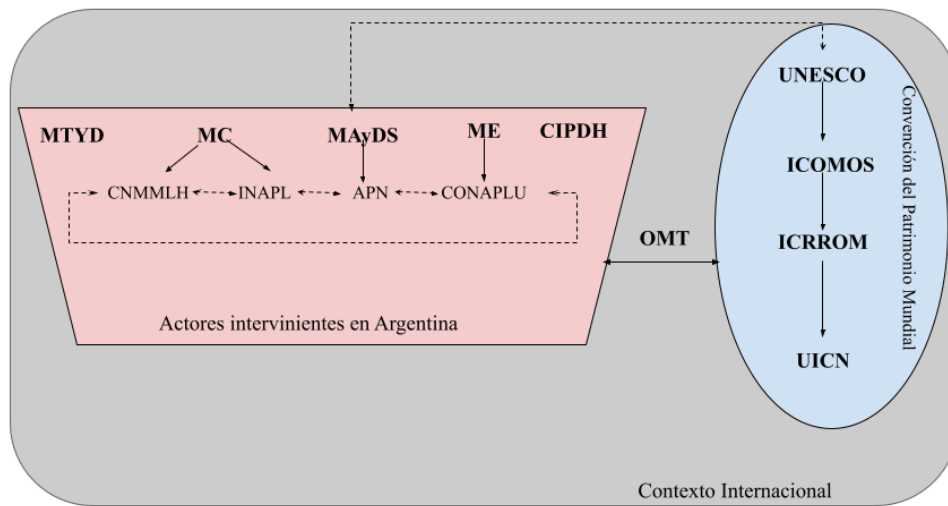 MTYD MC MAyDS ME CIPDH
CNMMLH INAPL APN CONAPLU
Actores intervinientes en Argentina
OMT
UNESCO
ICOMOS
ICRROM
UICN
Convención del Patrimonio Mundial
Contexto Internacional